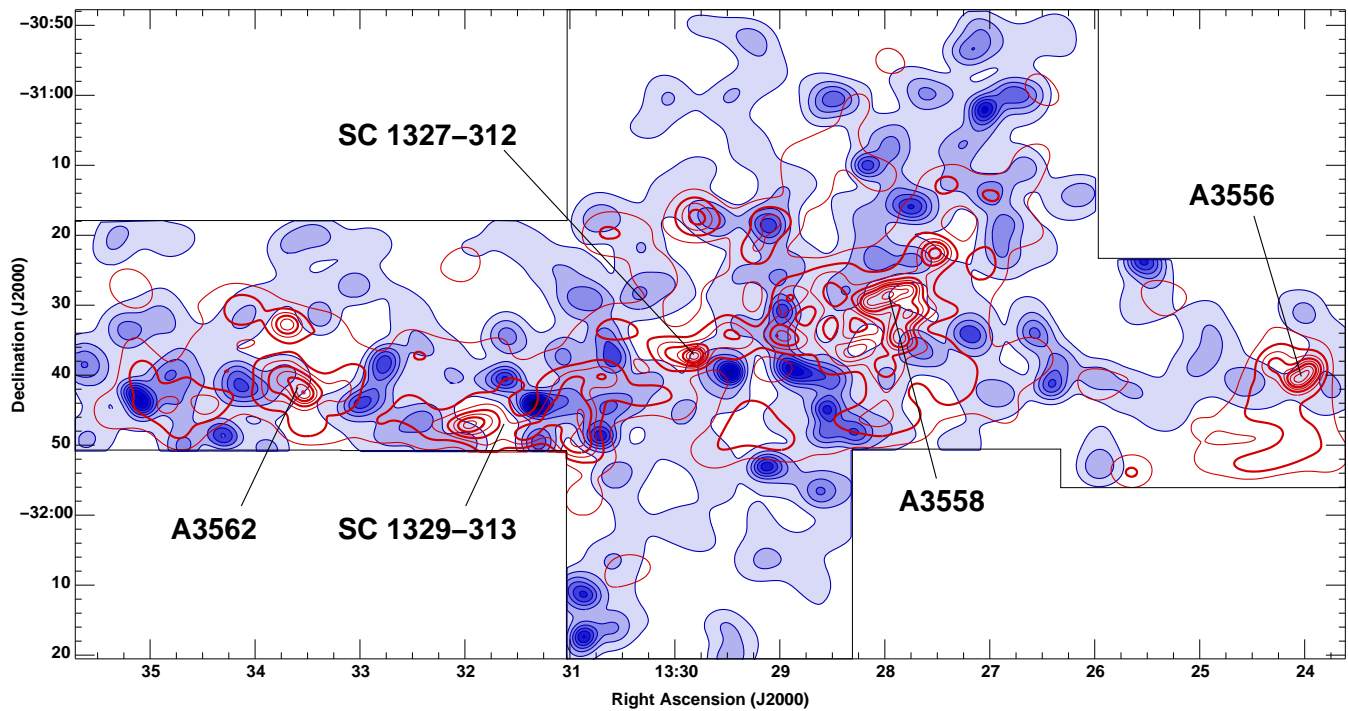 −30:50
−31:00
10
20
30
40
50
−32:00
10
20
Declination (J2000)
SC 1327−312
A3556
A3562
SC 1329−313
A3558
35 34 33 32 31 13:30 29 28 27 26 25 24
Right Ascension (J2000)